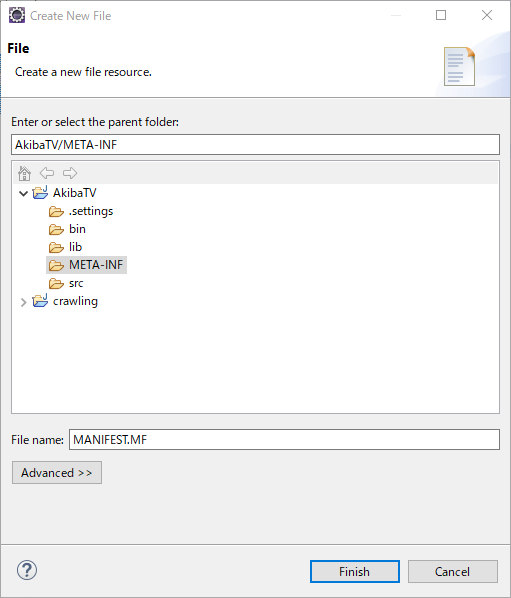 Create New File
File
Create a new file resource.
Enter or select the parent folder:
AkibaTV/META-INF
AkibaTV
.settings
bin
lib
META-INF
src
crawling
File name: MANIFEST.MF
Advanced >>
? Finish Cancel